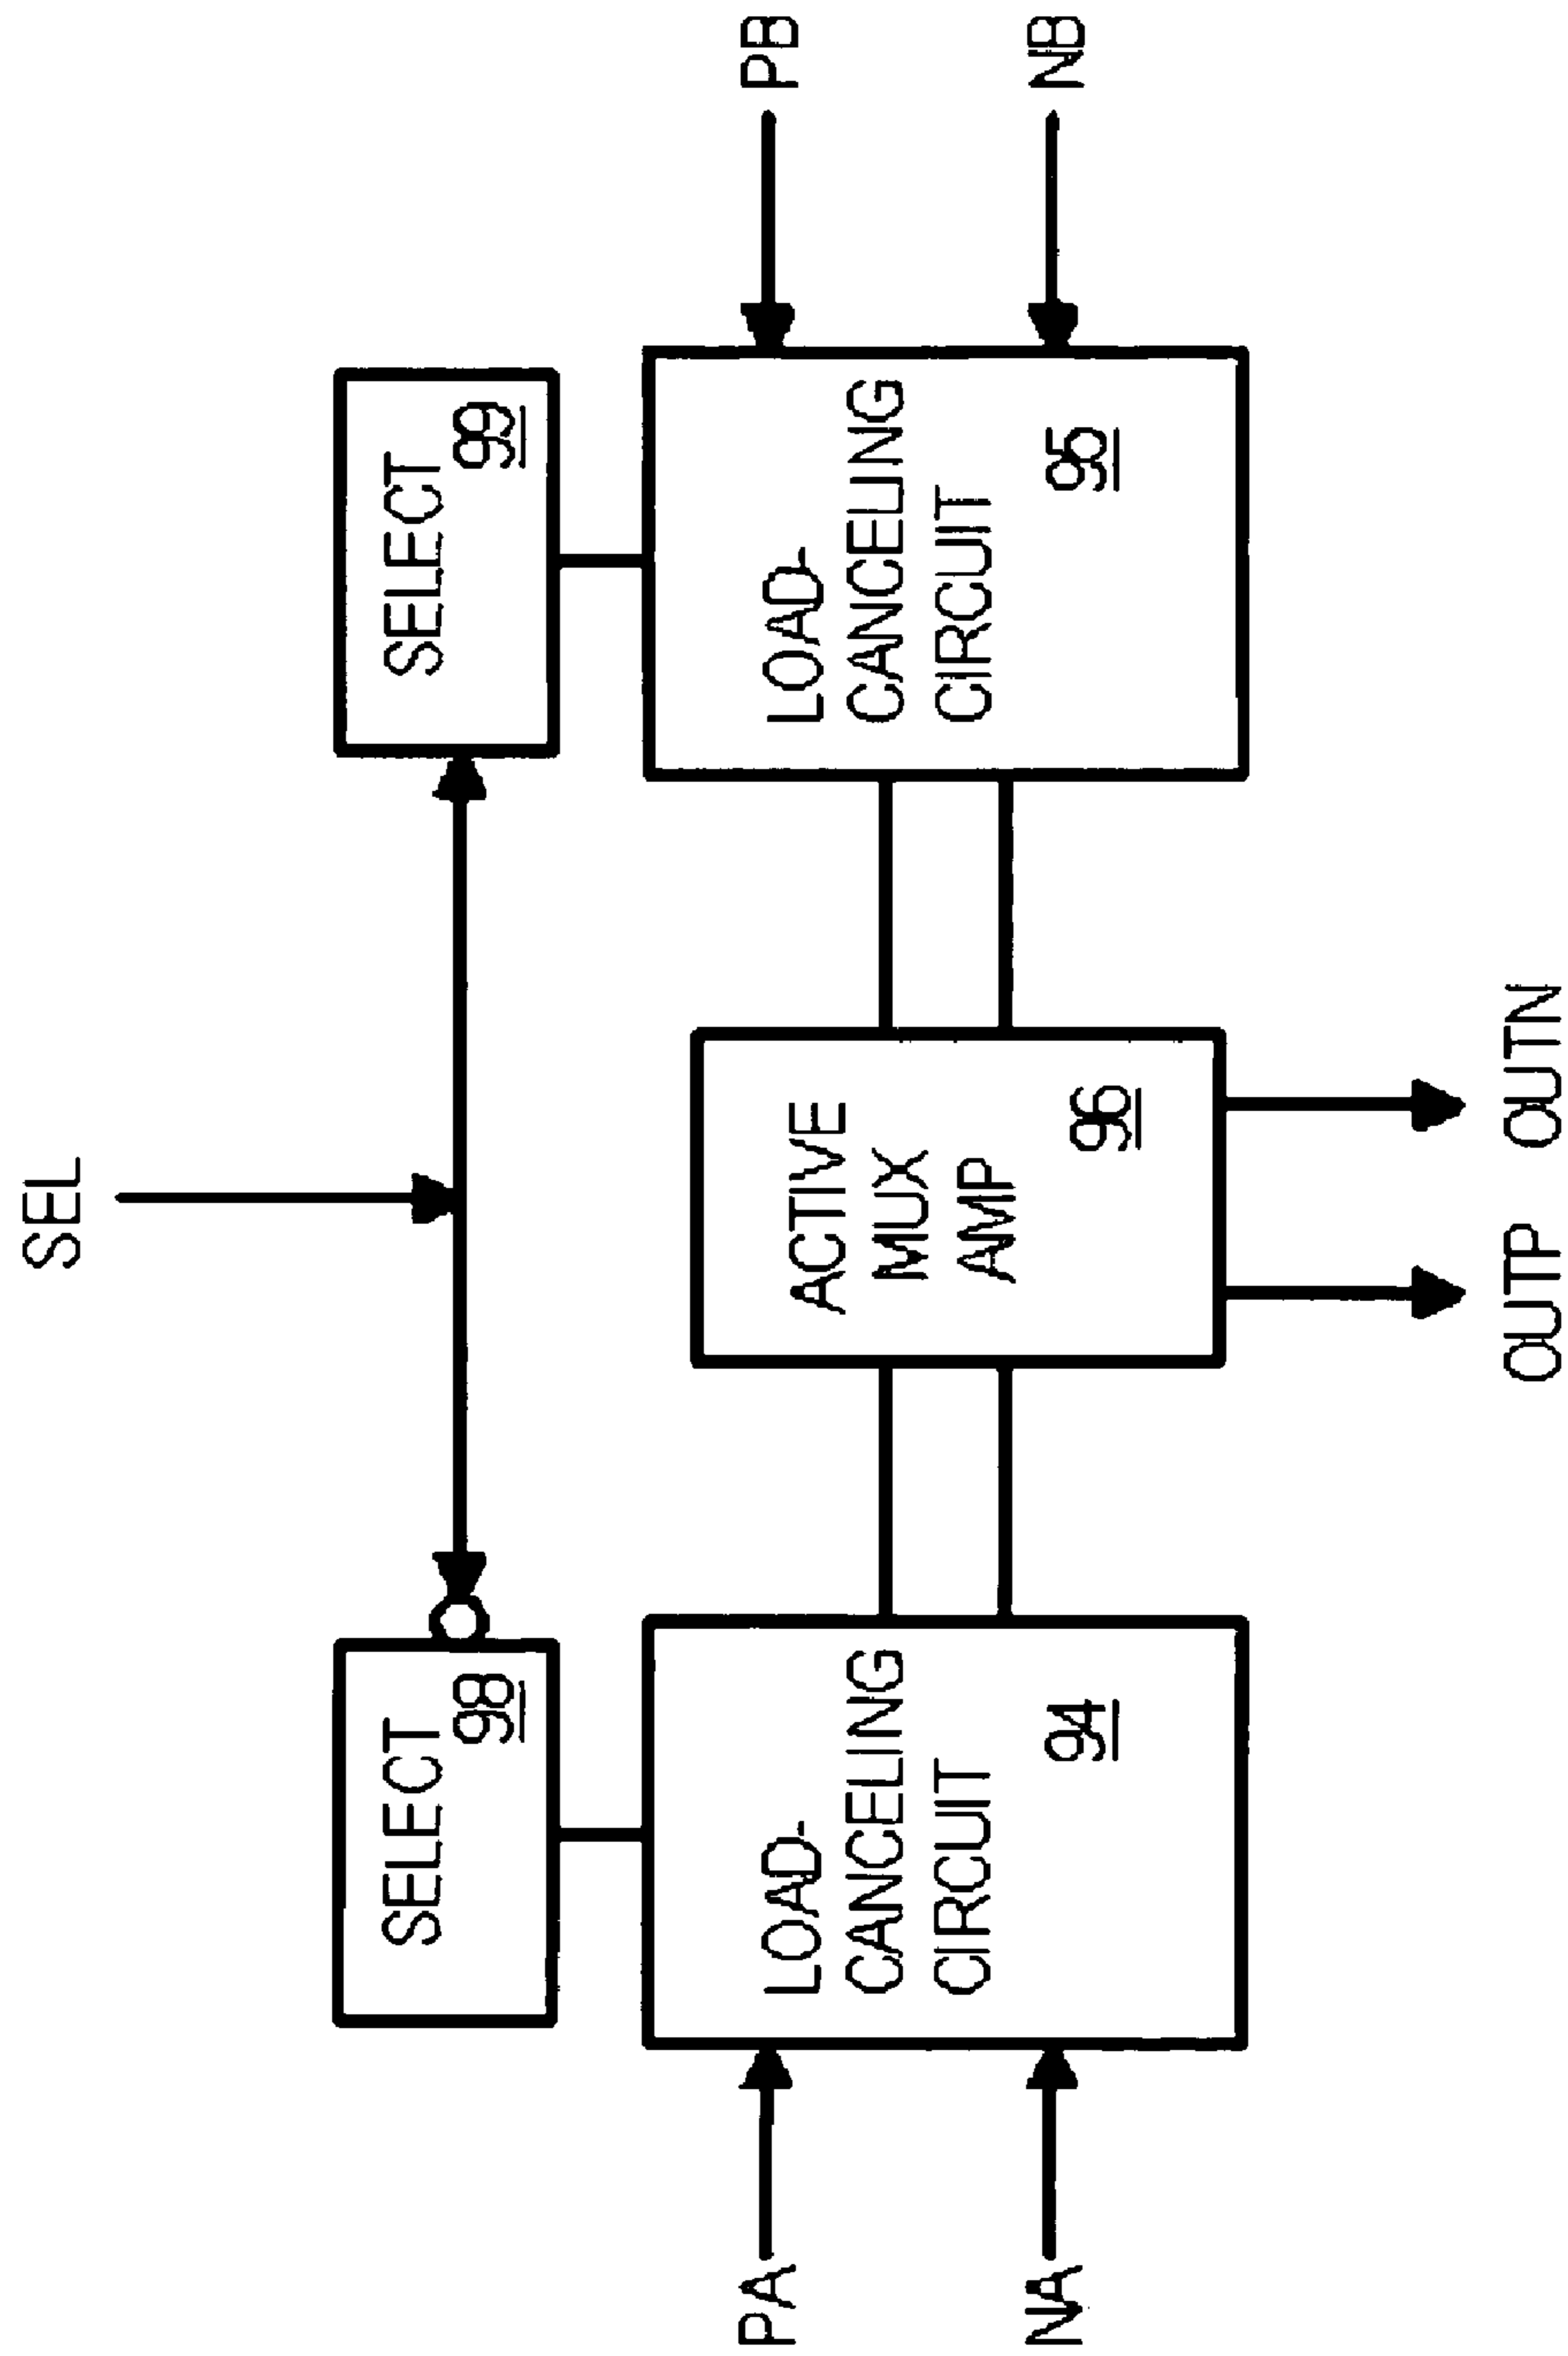 SEL
SELECT
98
SELECT
99
PA
NA
LOAD-
CANCELING
CIRCUIT
94
ACTIVE
MUX
AMP
96
LOAD-
CANCELING
CIRCUIT
95
PB
NB
OUTP
OUTN